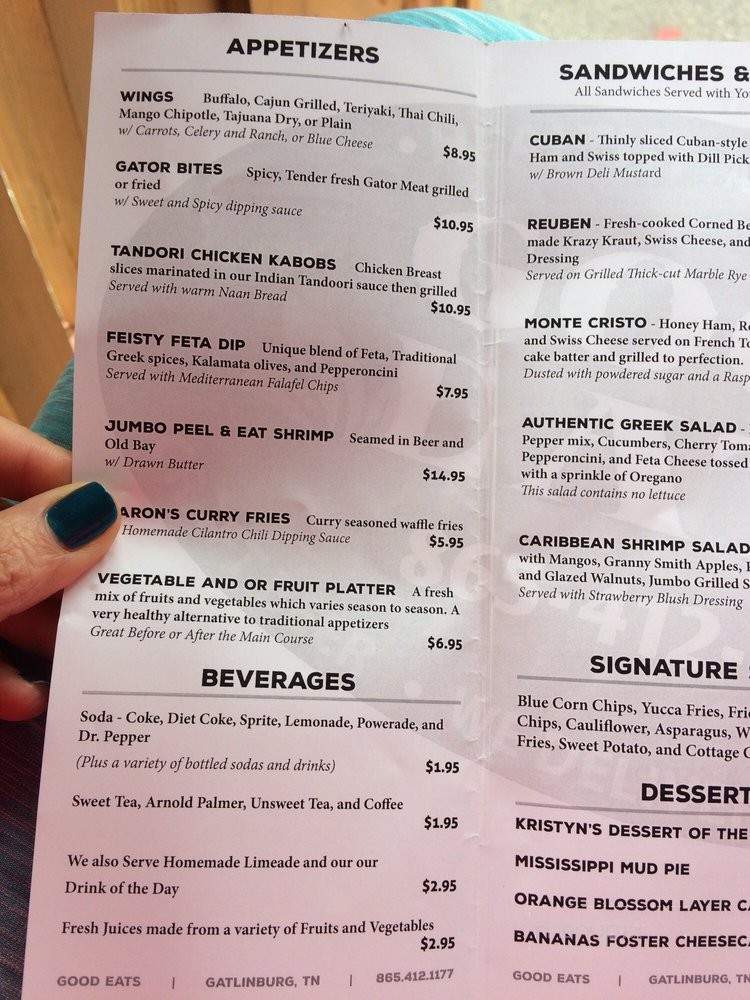 APPETIZERS
WINGS Buffalo, Cajun Grilled, Teriyaki, Thai Chili,
Mango Chipotle, Tajuana Dry, or Plain
w/ Carrots, Celery and Ranch, or Blue Cheese
$8.95
GATOR BITES Spicy, Tender fresh Gator Meat grilled
or fried
w/ Sweet and Spicy dipping sauce
$10.95
TANDORI CHICKEN KABOBS Chicken Breast
slices marinated in our Indian Tandoori sauce then grilled
Served with warm Naan Bread
$10.95
FEISTY FETA DIP Unique blend of Feta, Traditional
Greek spices, Kalamata olives, and Pepperoncini
Served with Mediterranean Falafel Chips
$7.95
JUMBO PEEL & EAT SHRIMP Seamed in Beer and
Old Bay
w/ Drawn Butter
$14.95
ARON'S CURRY FRIES Curry seasoned waffle fries
Homemade Cilantro Chili Dipping Sauce
$5.95
VEGETABLE AND OR FRUIT PLATTER A fresh
mix of fruits and vegetables which varies season to season. A
very healthy alternative to traditional appetizers
Great Before or After the Main Course
$6.95
BEVERAGES
Soda - Coke, Diet Coke, Sprite, Lemonade, Powerade, and
Dr. Pepper
(Plus a variety of bottled sodas and drinks)
$1.95
Sweet Tea, Arnold Palmer, Unsweet Tea, and Coffee
$1.95
We also Serve Homemade Limeade and our our
Drink of the Day
$2.95
Fresh Juices made from a variety of Fruits and Vegetables
$2.95
GOOD EATS | GATLINBURG, TN | 865.412.1177
SANDWICHES &
All Sandwiches Served with Yo
CUBAN - Thinly sliced Cuban-style
Ham and Swiss topped with Dill Pick
w/ Brown Deli Mustard
REUBEN - Fresh-cooked Corned Be
made Krazy Kraut, Swiss Cheese, and
Dressing
Served on Grilled Thick-cut Marble Rye
MONTE CRISTO - Honey Ham, R
and Swiss Cheese served on French To
cake batter and grilled to perfection.
Dusted with powdered sugar and a Rasp
AUTHENTIC GREEK SALAD -
Pepper mix, Cucumbers, Cherry Toma
Pepperoncini, and Feta Cheese tossed
with a sprinkle of Oregano
This salad contains no lettuce
CARIBBEAN SHRIMP SALAD
with Mangos, Granny Smith Apples,
and Glazed Walnuts, Jumbo Grilled S
Served with Strawberry Blush Dressing
SIGNATURE
Blue Corn Chips, Yucca Fries, Frie
Chips, Cauliflower, Asparagus, W
Fries, Sweet Potato, and Cottage C
DESSERT
KRISTYN'S DESSERT OF THE
MISSISSIPPI MUD PIE
ORANGE BLOSSOM LAYER CA
BANANAS FOSTER CHEESECA
GOOD EATS | GATLINBURG, TN